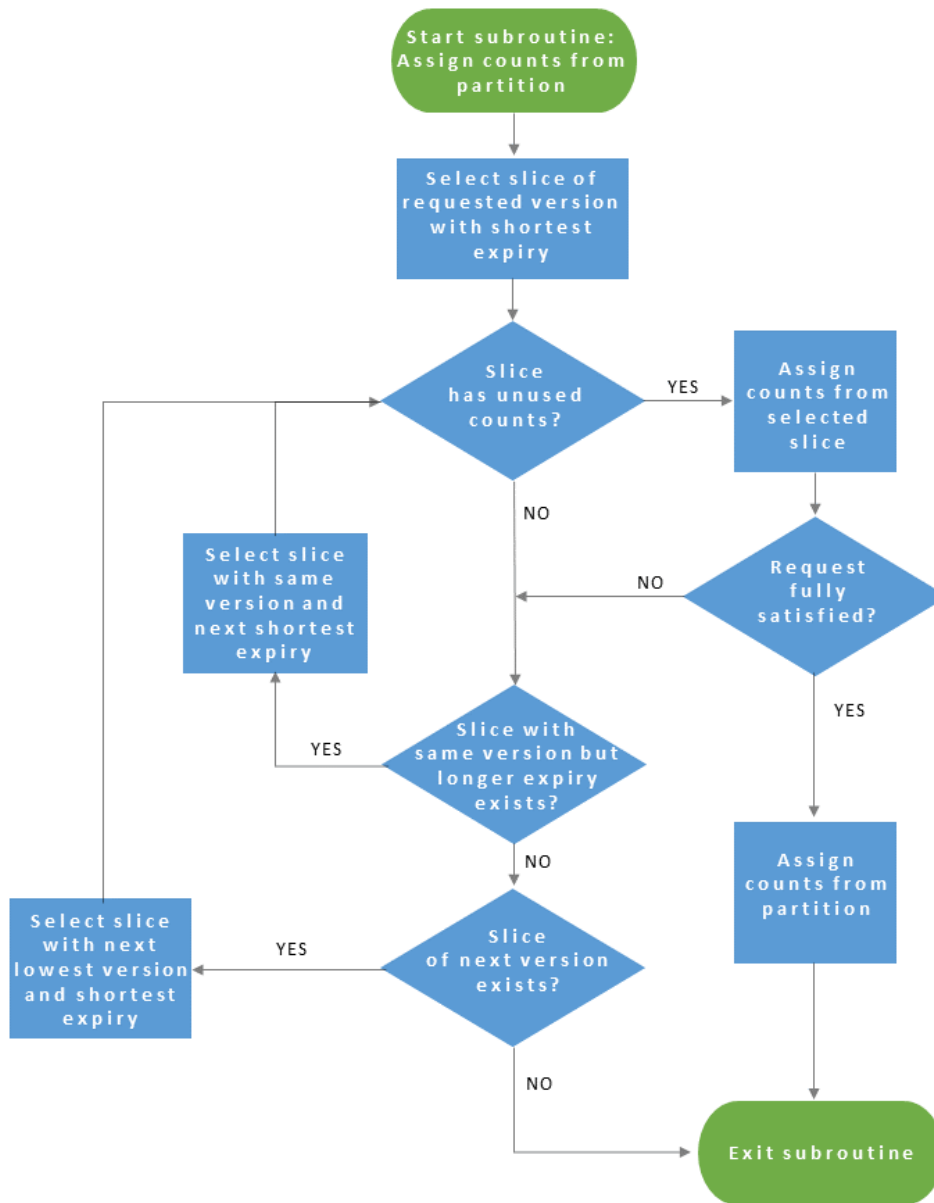 Start subroutine:
Assign counts from
partition
Select slice of
requested version
with shortest
expiry
Slice
has unused
counts?
YES
Assign
counts from
selected
slice
NO
Select slice
with same
version and
next shortest
expiry
NO
Request
fully
satisfied?
YES
YES
Slice with
same version but
longer expiry
exists?
Assign
counts from
partition
NO
Select slice
with next
lowest version
and shortest
expiry
YES
Slice
of next version
exists?
NO
Exit subroutine